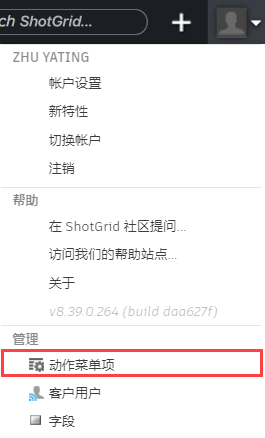 ch ShotGrid...
ZHU YATING
帐户设置
新特性
切换帐户
注销
帮助
在 ShotGrid 社区提问...
访问我们的帮助站点...
关于
v8.39.0.264 (build daa627f)
管理
动作菜单项
客户用户
字段